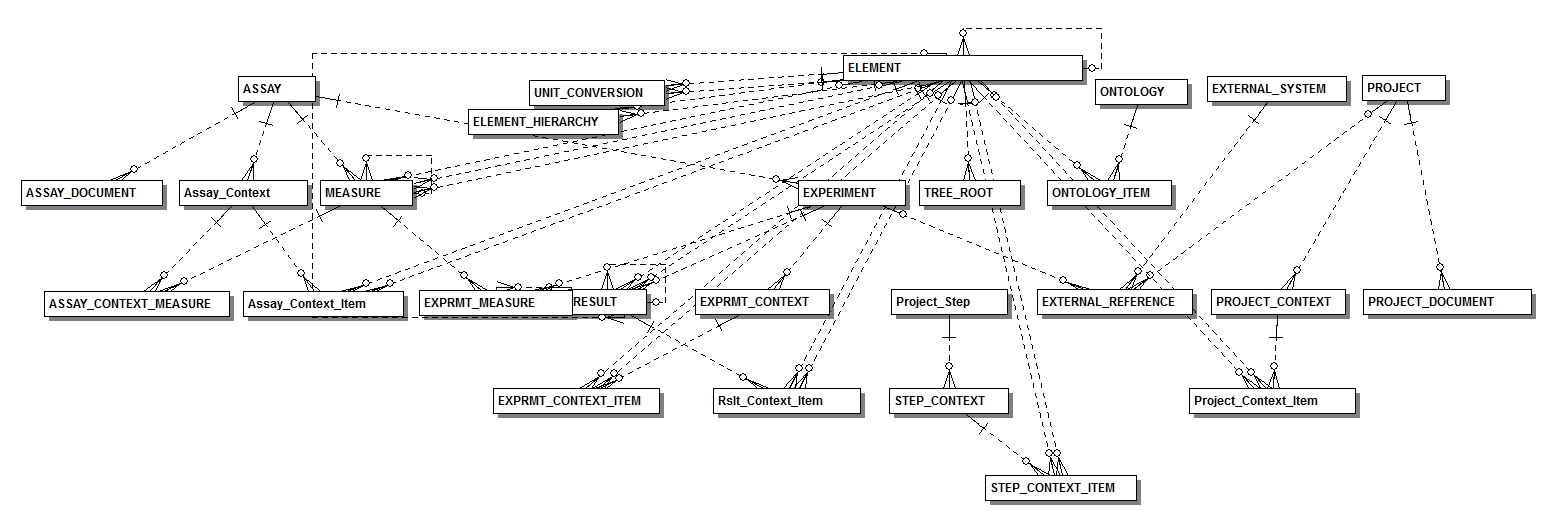 ELEMENT
ASSAY
UNIT_CONVERSION
ONTOLOGY
EXTERNAL_SYSTEM
PROJECT
ELEMENT_HIERARCHY
ASSAY_DOCUMENT
Assay_Context
MEASURE
EXPERIMENT
TREE_ROOT
ONTOLOGY_ITEM
ASSAY_CONTEXT_MEASURE
Assay_Context_Item
EXPRMT_MEASURE
RESULT
EXPRMT_CONTEXT
Project_Step
EXTERNAL_REFERENCE
PROJECT_CONTEXT
PROJECT_DOCUMENT
EXPRMT_CONTEXT_ITEM
Rslt_Context_Item
STEP_CONTEXT
Project_Context_Item
STEP_CONTEXT_ITEM